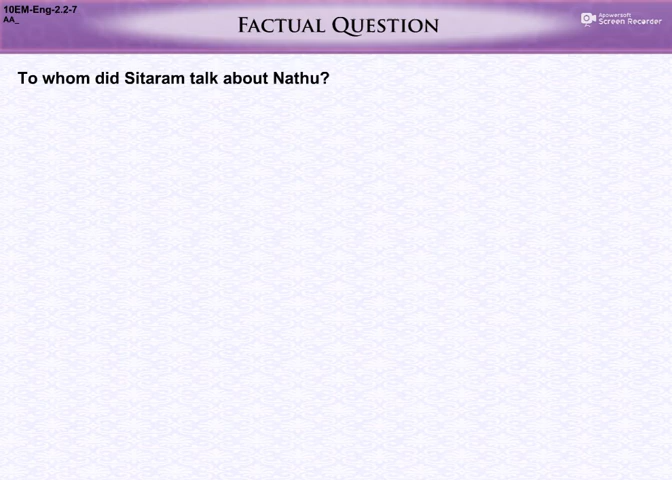 10EM-Eng-2.2-7
AA_
FACTUAL QUESTION
Apowersoft
Screen Recorder
To whom did Sitaram talk about Nathu?